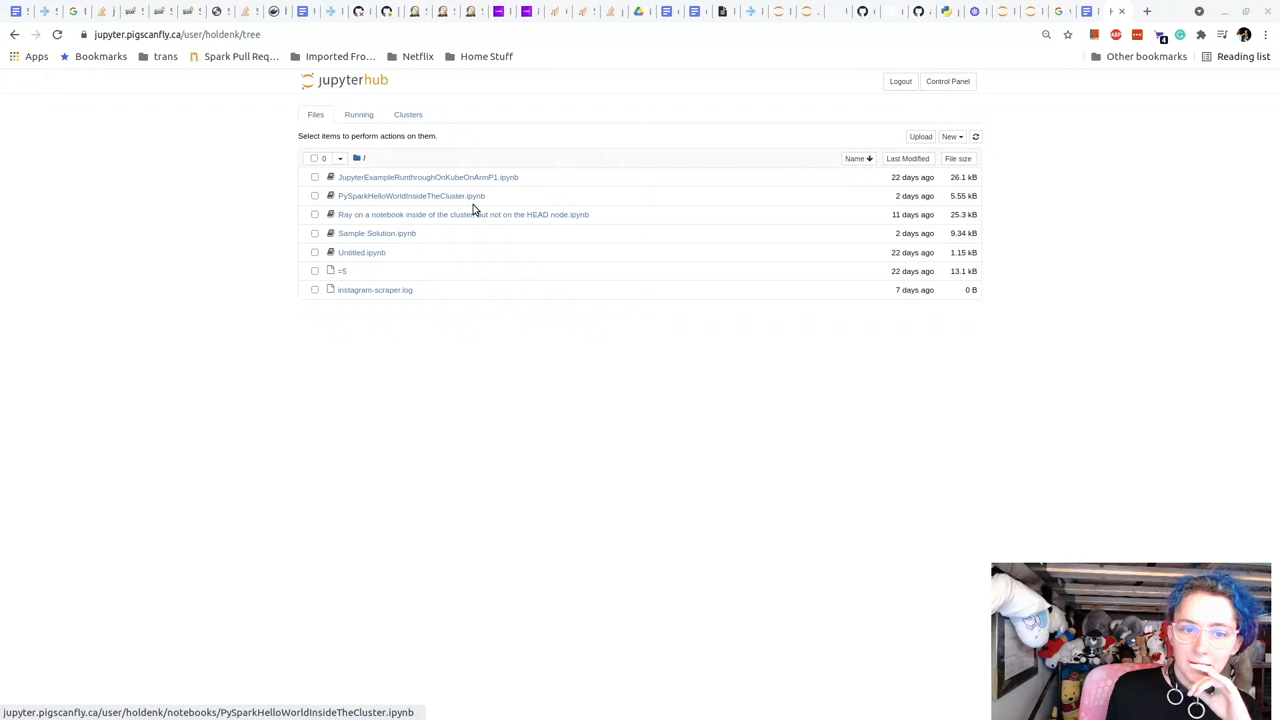 jupyter.pigscanfly.ca/user/holdenk/tree
Apps Bookmarks trans Spark Pull Req... Imported Fro... Netflix Home Stuff Other bookmarks Reading list
jupyterhub Logout Control Panel
Files Running Clusters
Select items to perform actions on them. Upload New
0 / Name Last Modified File size
JupyterExampleRunthroughOnKubeOnArmP1.ipynb 22 days ago 26.1 kB
PySparkHelloWorldInsideTheCluster.ipynb 2 days ago 5.55 kB
Ray on a notebook inside of the cluster but not on the HEAD node.ipynb 11 days ago 25.3 kB
Sample Solution.ipynb 2 days ago 9.34 kB
Untitled.ipynb 22 days ago 1.15 kB
=5 22 days ago 13.1 kB
instagram-scraper.log 7 days ago 0 B
jupyter.pigscanfly.ca/user/holdenk/notebooks/PySparkHelloWorldInsideTheCluster.ipynb